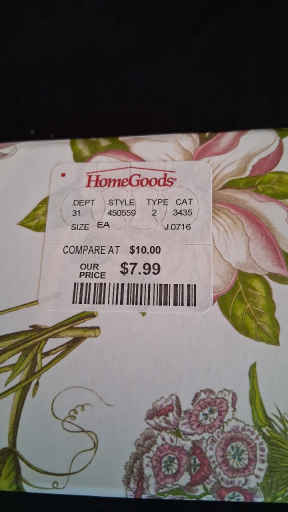 HomeGoods
DEPT STYLE TYPE CAT
31 450559 2 3435
SIZE EA J.0716
COMPARE AT $10.00
OUR PRICE $7.99